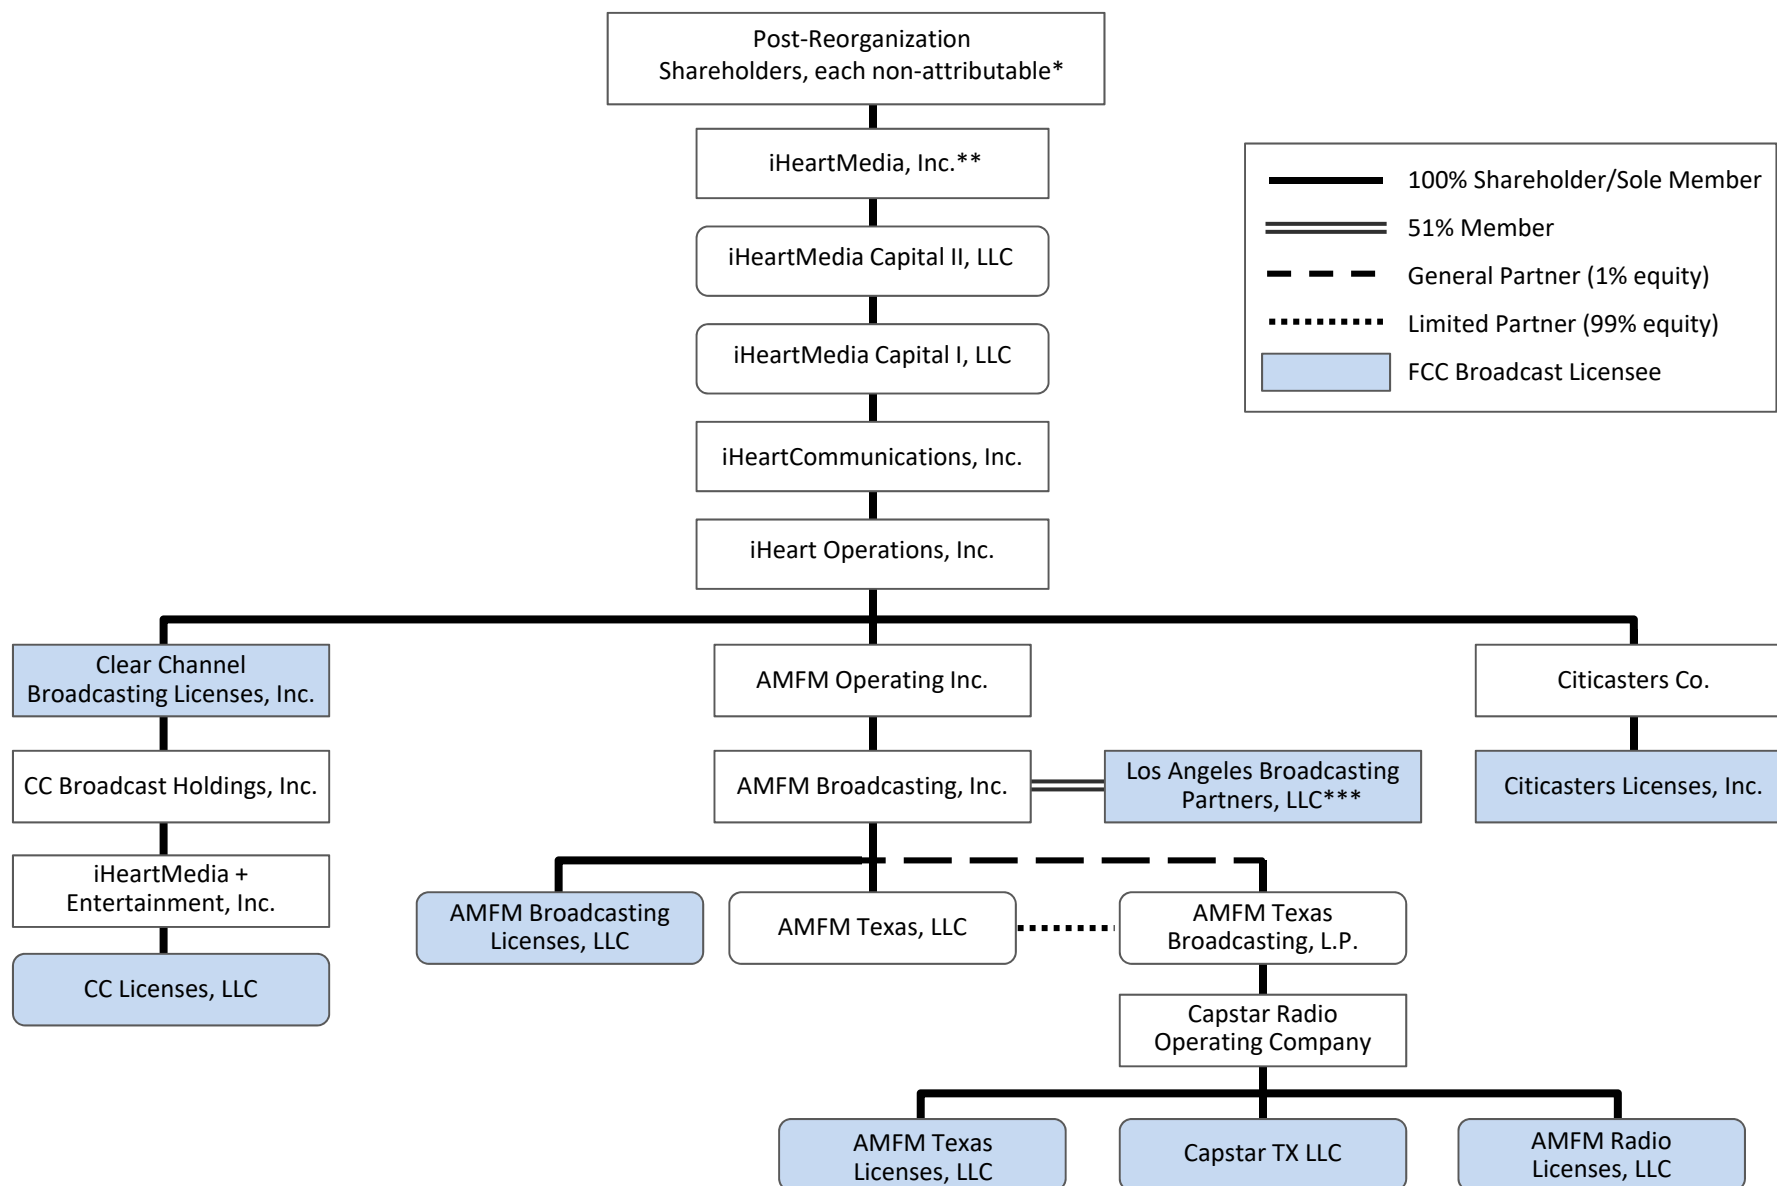 Post-Reorganization
Shareholders, each non-attributable*
iHeartMedia, Inc.**
iHeartMedia Capital II, LLC
iHeartMedia Capital I, LLC
iHeartCommunications, Inc.
iHeart Operations, Inc.
100% Shareholder/Sole Member
51% Member
General Partner (1% equity)
Limited Partner (99% equity)
FCC Broadcast Licensee
Clear Channel
Broadcasting Licenses, Inc.
AMFM Operating Inc.
Citicasters Co.
CC Broadcast Holdings, Inc.
AMFM Broadcasting, Inc.
Los Angeles Broadcasting
Partners, LLC***
Citicasters Licenses, Inc.
iHeartMedia +
Entertainment, Inc.
AMFM Broadcasting
Licenses, LLC
AMFM Texas, LLC
AMFM Texas
Broadcasting, L.P.
CC Licenses, LLC
Capstar Radio
Operating Company
AMFM Texas
Licenses, LLC
Capstar TX LLC
AMFM Radio
Licenses, LLC